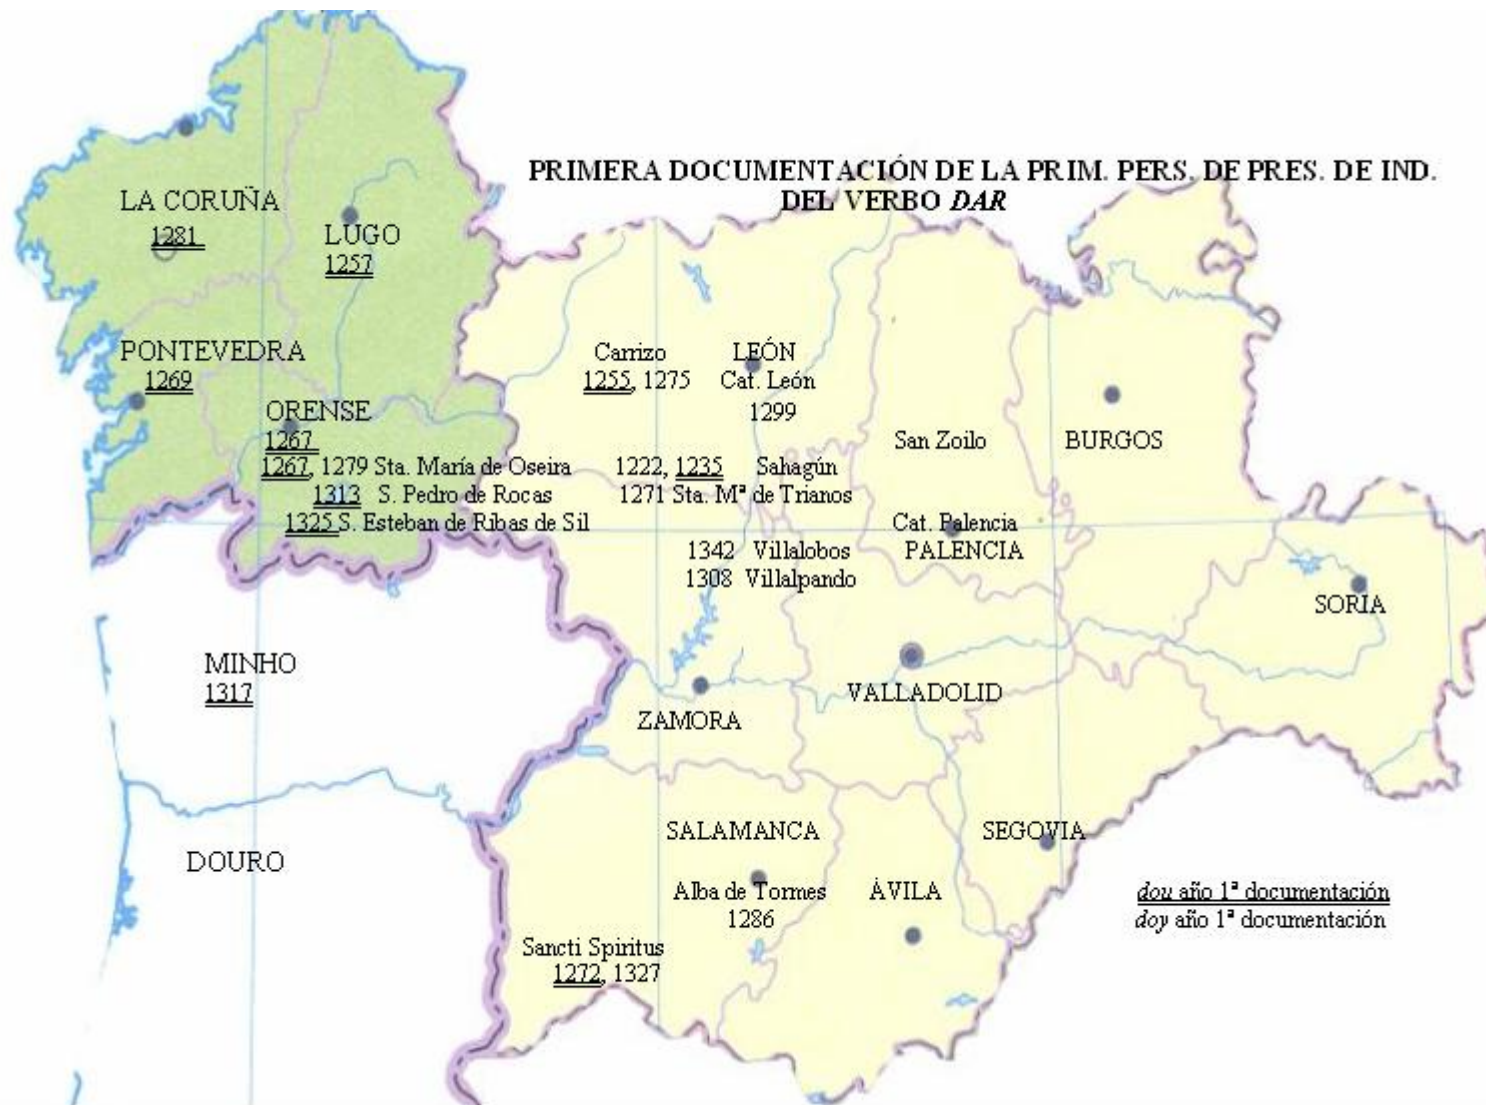 PRIMERA DOCUMENTACIÓN DE LA PRIM. PERS. DE PRES. DE IND.
DEL VERBO DAR
LA CORUÑA
1281
LUGO
1257
PONTEVEDRA
1269
ORENSE
1267
1267, 1279 Sta. María de Oseira
1313 S. Pedro de Rocas
1325 S. Esteban de Ribas de Sil
Carrizo
1255, 1275
LEÓN
Cat. León
1299
1222, 1235 Sahagún
1271 Sta. Mª de Trianos
1342 Villalobos
1308 Villalpando
San Zoilo
Cat. Palencia
PALENCIA
BURGOS
SORIA
MINHO
1317
ZAMORA
VALLADOLID
DOURO
SALAMANCA
Alba de Tormes
1286
Sancti Spiritus
1272, 1327
ÁVILA
SEGOVIA
dou año 1ª documentación
doy año 1ª documentación